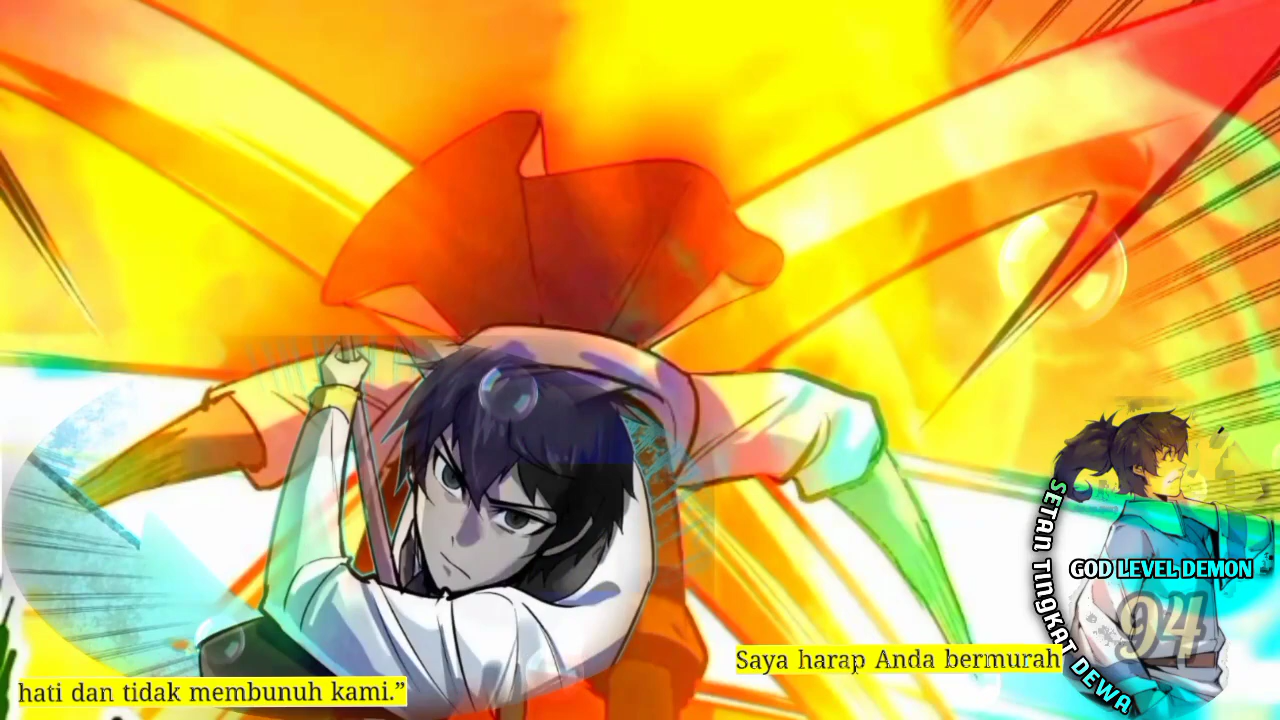 Saya harap Anda bermurah
hati dan tidak membunuh kami.”
SETAN TINGKAT DEWA
GOD LEVEL DEMON
94